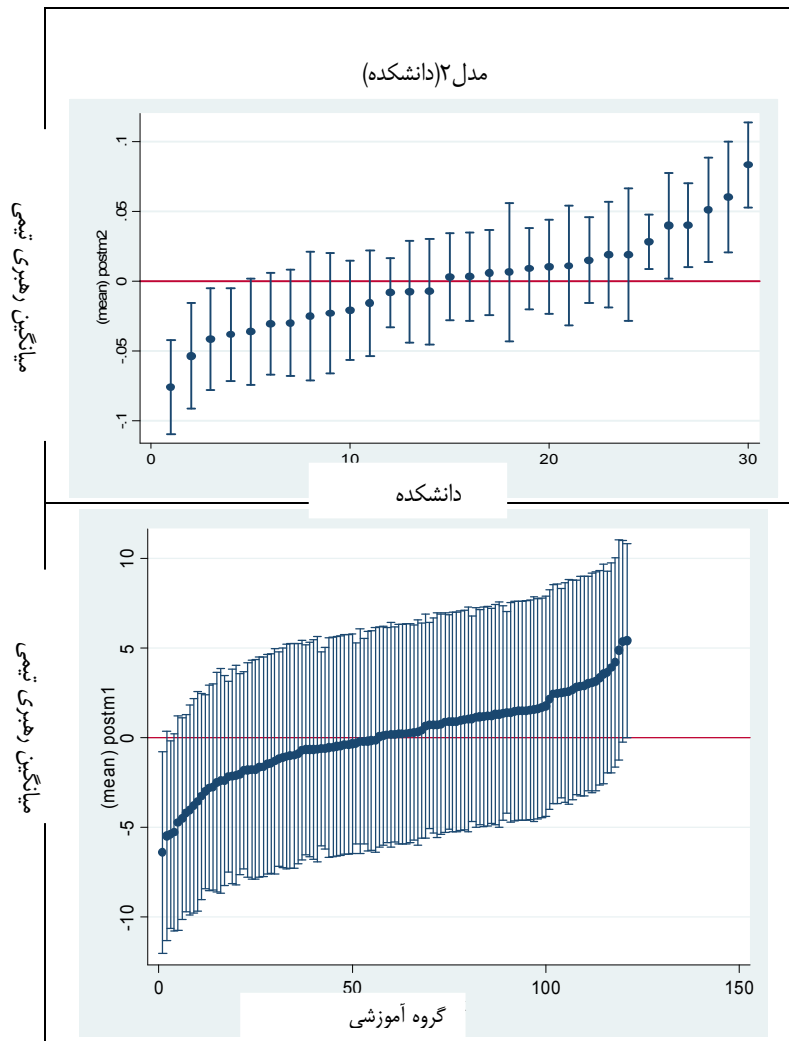 مدل۲(دانشکده)
میانگین رهبری تیمی
(mean) postm2
.1
.05
0
-.05
-.1
0 10 20 30
دانشکده
میانگین رهبری تیمی
(mean) postm1
10
5
0
-5
-10
0 50 100 150
گروه آموزشی